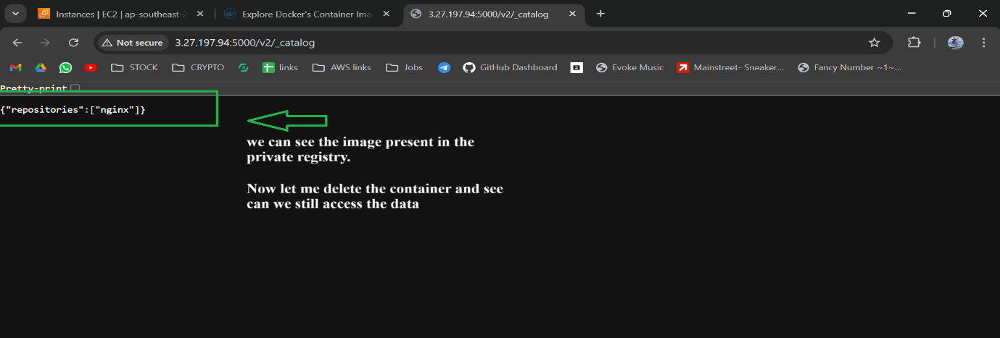 Instances | EC2 | ap-southeast-2
Explore Docker's Container Ima
3.27.197.94:5000/v2/_catalog
Not secure
3.27.197.94:5000/v2/_catalog
STOCK
CRYPTO
links
AWS links
Jobs
GitHub Dashboard
B
Evoke Music
Mainstreet- Sneaker...
Fancy Number ~1~...
Pretty-print
{"repositories":["nginx"]}
we can see the image present in the
private registry.
Now let me delete the container and see
can we still access the data